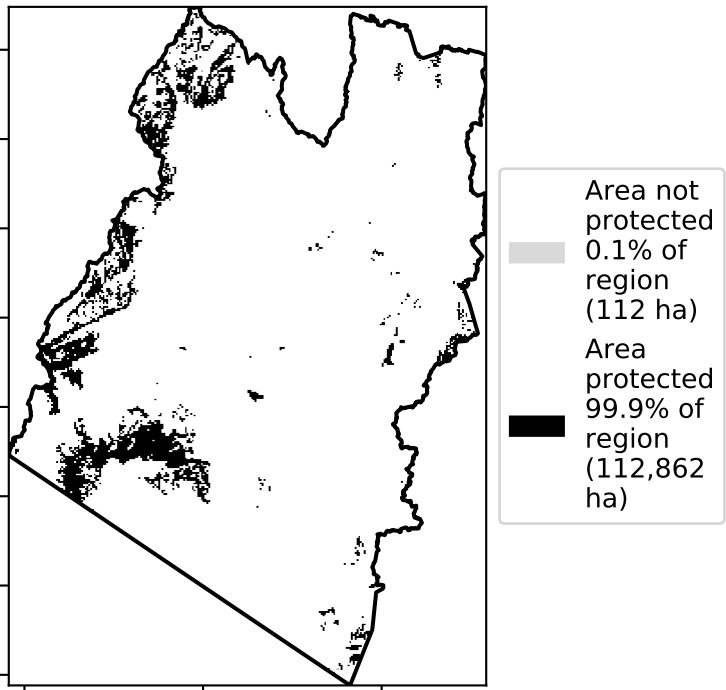 Area not
protected
0.1% of
region
(112 ha)
Area
protected
99.9% of
region
(112,862
ha)